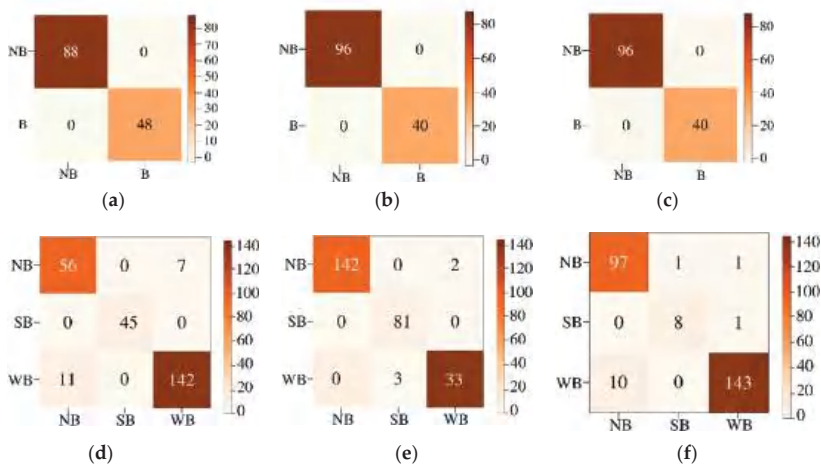 NB- 88 0 80 70 60 50 40 30 20 10 0
B - 0 48
NB B
(a)
NB- 96 0 80 60 40 20 0
B - 0 40
NB B
(b)
NB- 96 0 80 60 40 20 0
B - 0 40
NB B
(c)
NB- 56 0 7 140 120 100 80 60 40 20 0
SB- 0 45 0
WB- 11 0 142
NB SB WB
(d)
NB- 142 0 2 140 120 100 80 60 40 20 0
SB- 0 81 0
WB- 0 3 33
NB SB WB
(e)
NB- 97 1 1 140 120 100 80 60 40 20 0
SB- 0 8 1
WB- 10 0 143
NB SB WB
(f)